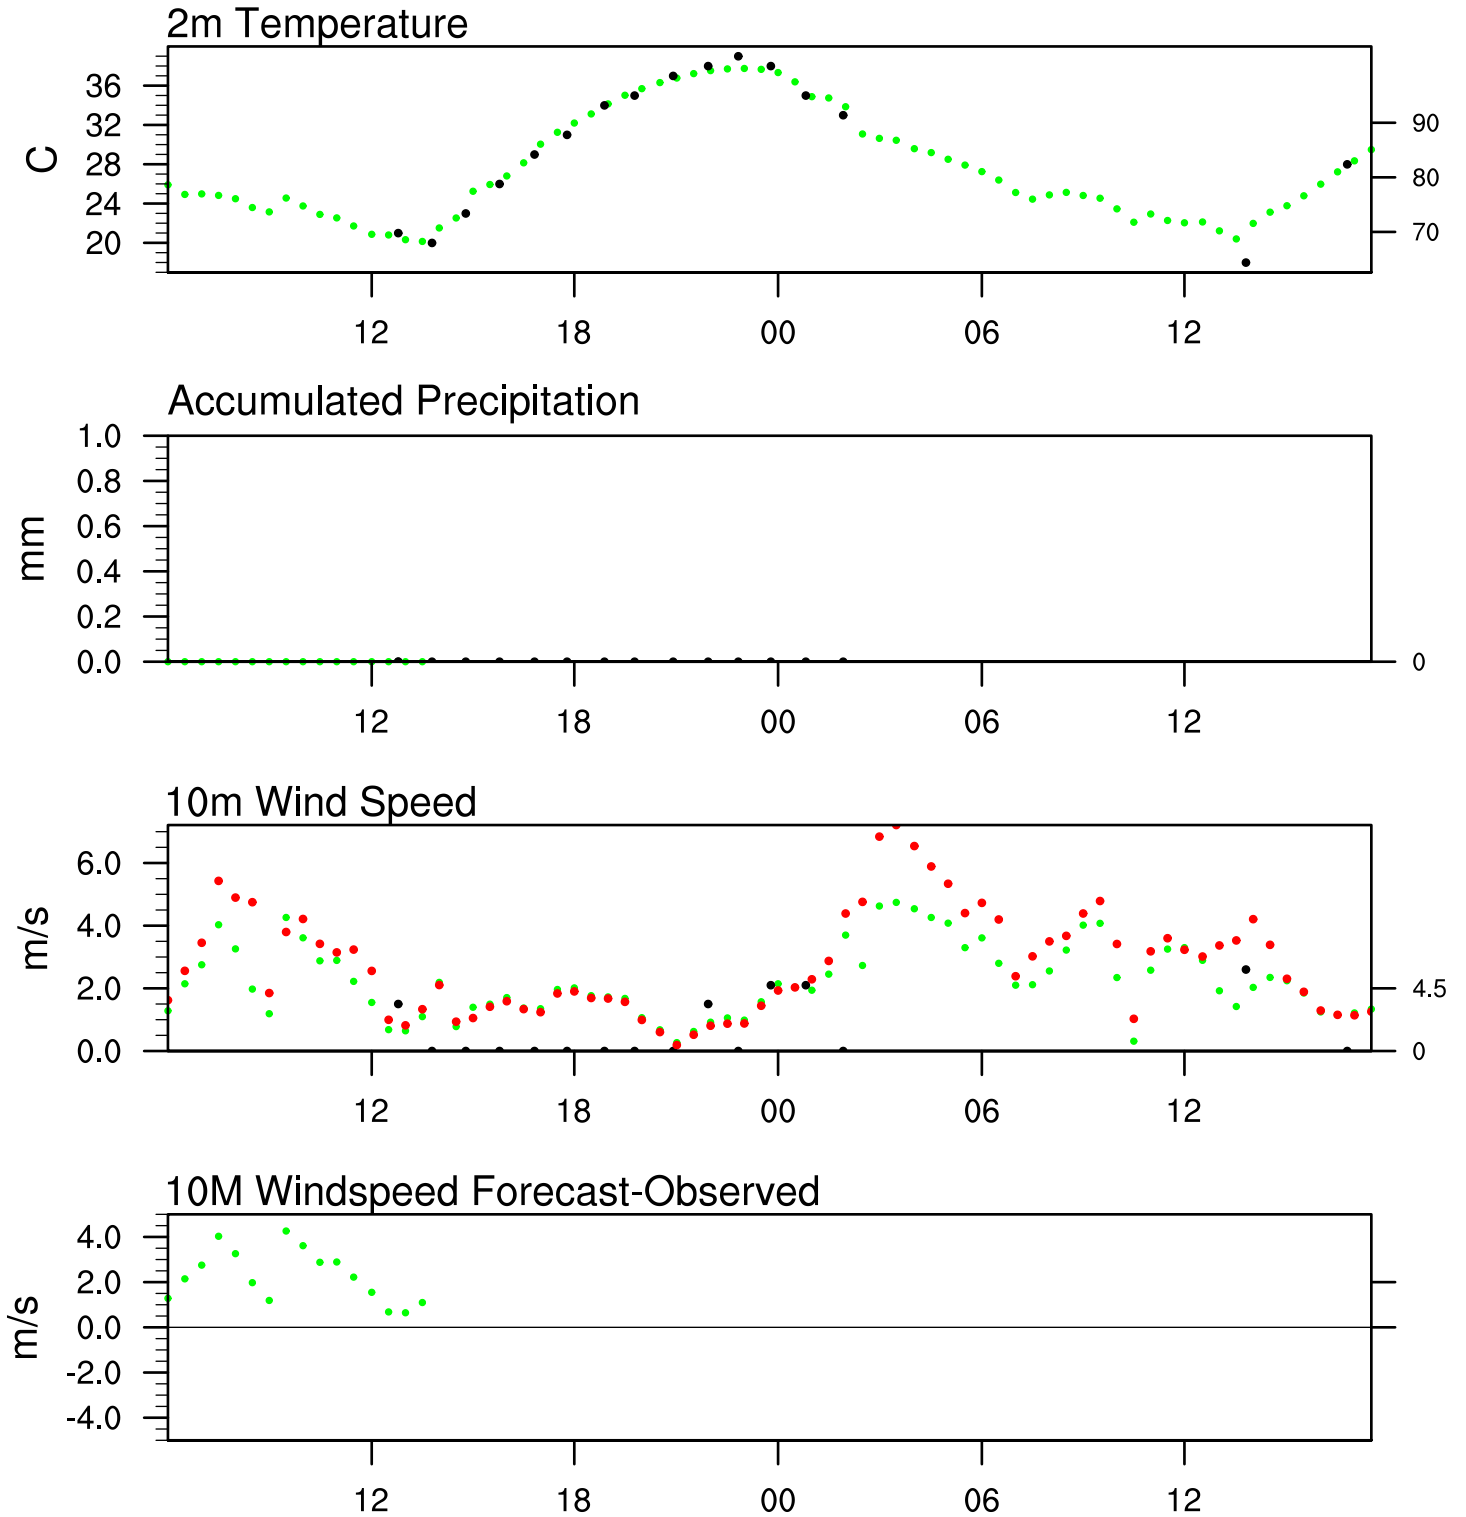 2m Temperature
36
32
28
24
20
C
90
80
70
12 18 00 06 12
Accumulated Precipitation
1.0
0.8
0.6
0.4
0.2
0.0
mm
0
12 18 00 06 12
10m Wind Speed
6.0
4.0
2.0
0.0
m/s
4.5
0
12 18 00 06 12
10M Windspeed Forecast-Observed
4.0
2.0
0.0
-2.0
-4.0
m/s
12 18 00 06 12